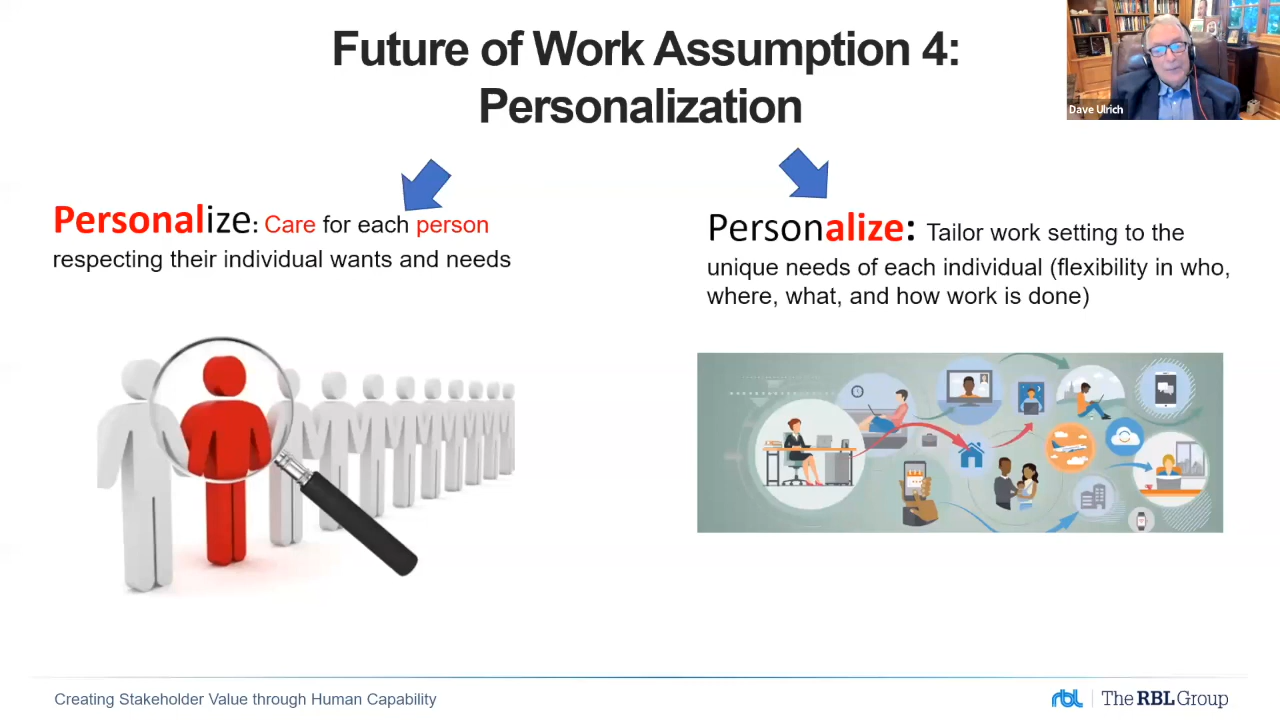 Future of Work Assumption 4:
Personalization
Dave Ulrich
Personalize: Care for each person
respecting their individual wants and needs
Personalize: Tailor work setting to the
unique needs of each individual (flexibility in who,
where, what, and how work is done)
Creating Stakeholder Value through Human Capability
rbl
The RBL Group